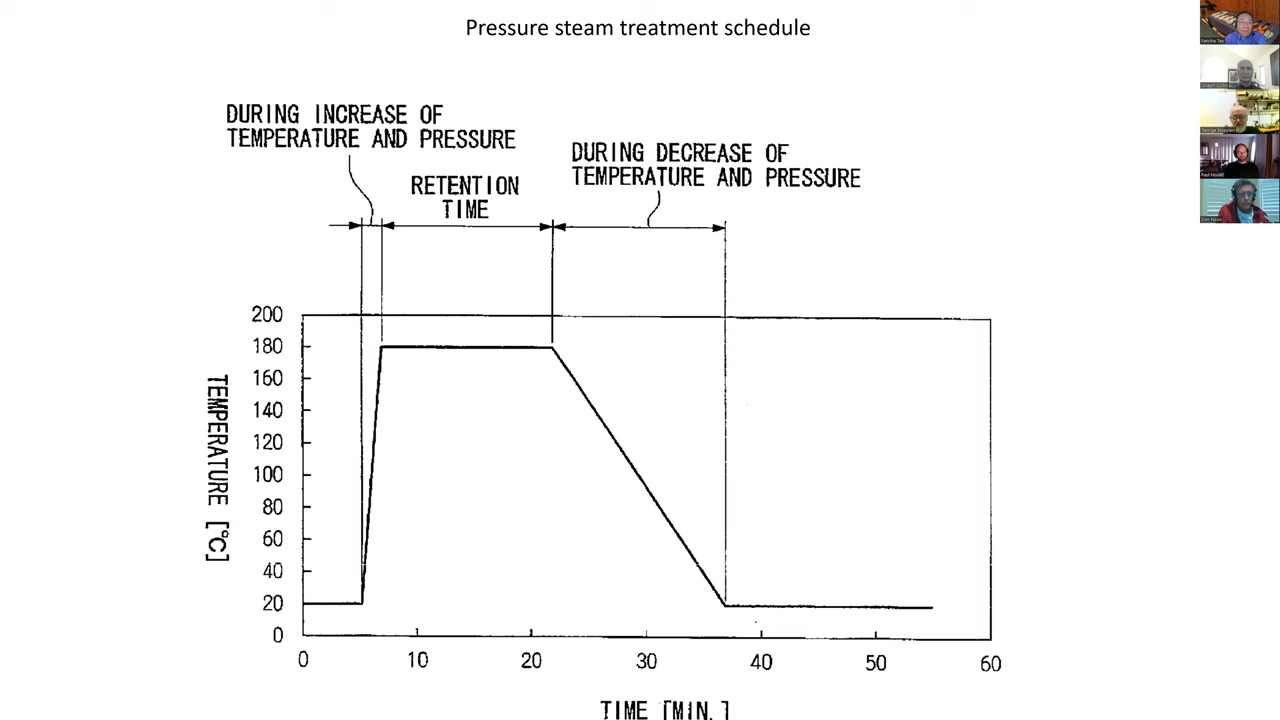 Pressure steam treatment schedule
DURING INCREASE OF
TEMPERATURE AND PRESSURE
DURING DECREASE OF
TEMPERATURE AND PRESSURE
RETENTION
TIME
200
180
160
140
120
100
80
60
40
20
0
TEMPERATURE [°C]
0 10 20 30 40 50 60
TIME [MIN.]